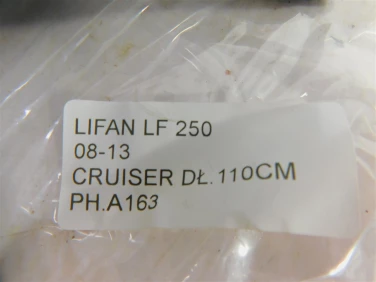 LIFAN LF 250
08-13
CRUISER DŁ.110CM
PH.A163